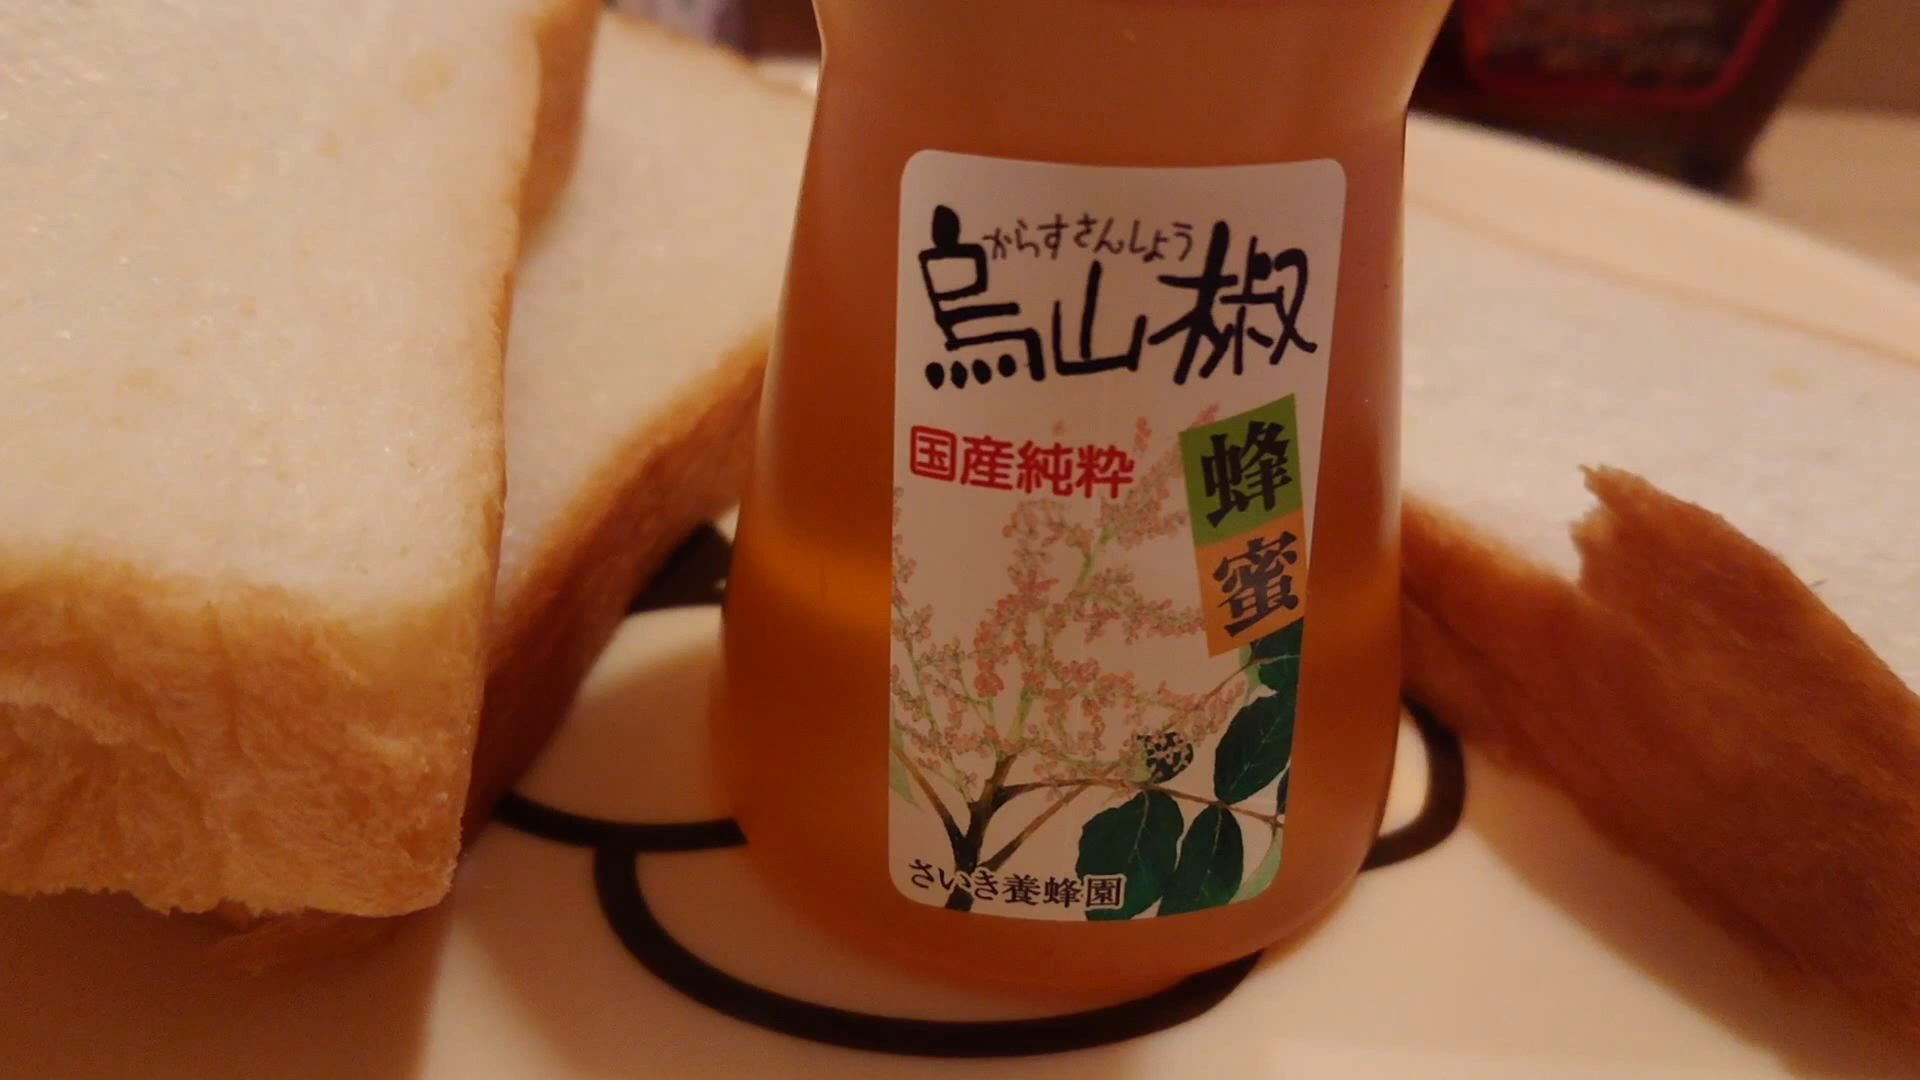 からすさんしょう
烏山椒
国産純粋
蜂蜜
さいき養蜂園